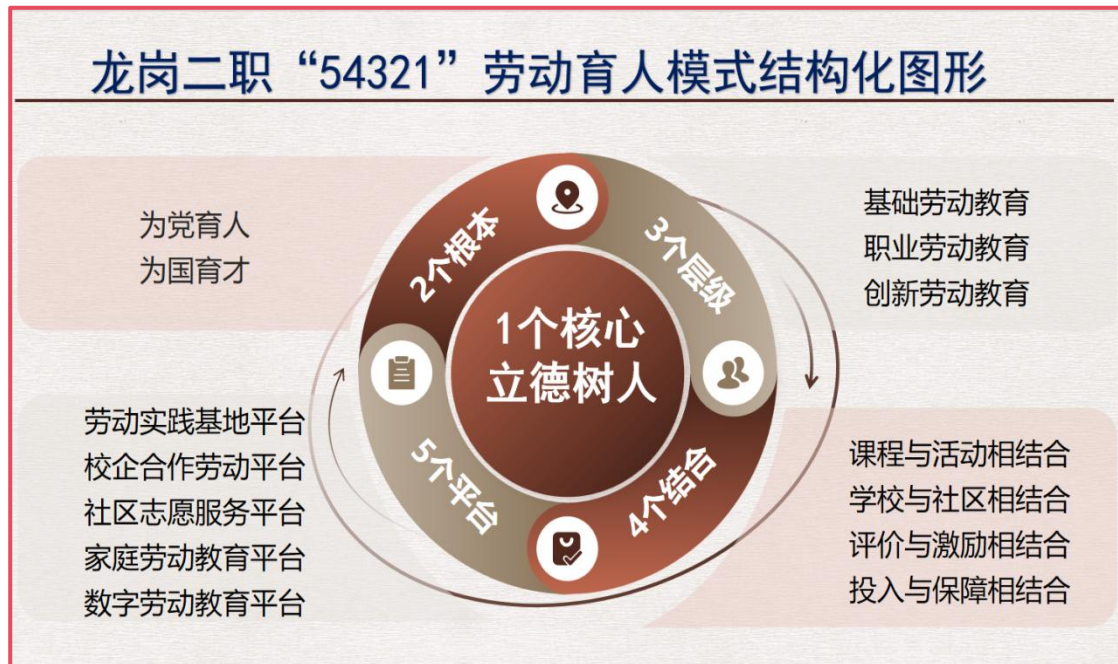 龙岗二职“54321”劳动育人模式结构化图形
为党育人
为国育才
2个根本
3个层级
基础劳动教育
职业劳动教育
创新劳动教育
1个核心
立德树人
劳动实践基地平台
校企合作劳动平台
社区志愿服务平台
家庭劳动教育平台
数字劳动教育平台
5个平台
4个结合
课程与活动相结合
学校与社区相结合
评价与激励相结合
投入与保障相结合